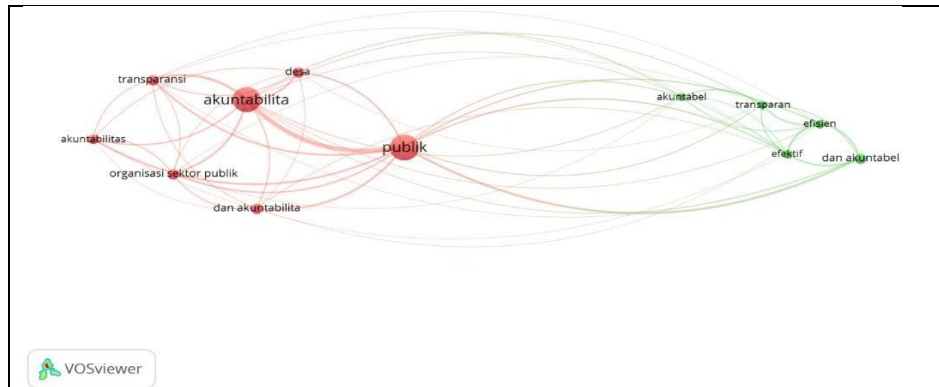 desa
transparansi
akuntabilita
akuntabilitas
publik
organisasi sektor publik
dan akuntabilita
akuntabel
transparan
efisien
efektif
dan akuntabel
VOSviewer